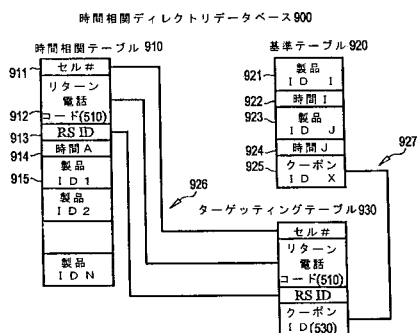 時間相関ディレクトリデータベース900
時間相関テーブル 910
911
セル#
912
リターン
電話
コード(510)
913
RS ID
914
時間A
915
製品
ID1
製品
ID2
製品
IDN
926
基準テーブル 920
921
製品
ID I
922
時間I
923
製品
ID J
924
時間J
925
クーポン
ID X
927
ターゲッティングテーブル930
セル#
リターン
電話
コード(510)
RS ID
クーポン
ID(530)